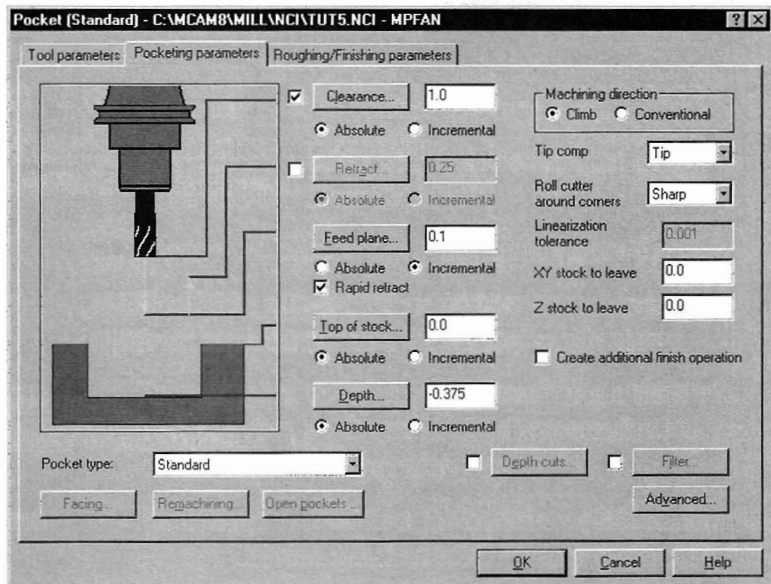 Pocket (Standard) - C:\MCAM8\MILL\NCI\TUT5.NCI - MPFAN
Tool parameters
Pocketing parameters
Roughing/Finishing parameters
Clearance...
1.0
Absolute
Incremental
Retract...
0.25
Absolute
Incremental
Feed plane...
0.1
Absolute
Incremental
Rapid retract
Top of stock...
0.0
Absolute
Incremental
Depth...
-0.375
Absolute
Incremental
Machining direction
Climb
Conventional
Tip comp
Tip
Roll cutter
around corners
Sharp
Linearization
tolerance
0.001
XY stock to leave
0.0
Z stock to leave
0.0
Create additional finish operation
Pocket type:
Standard
Depth cuts...
Filter...
Facing...
Remachining...
Open pockets ...
Advanced...
OK
Cancel
Help